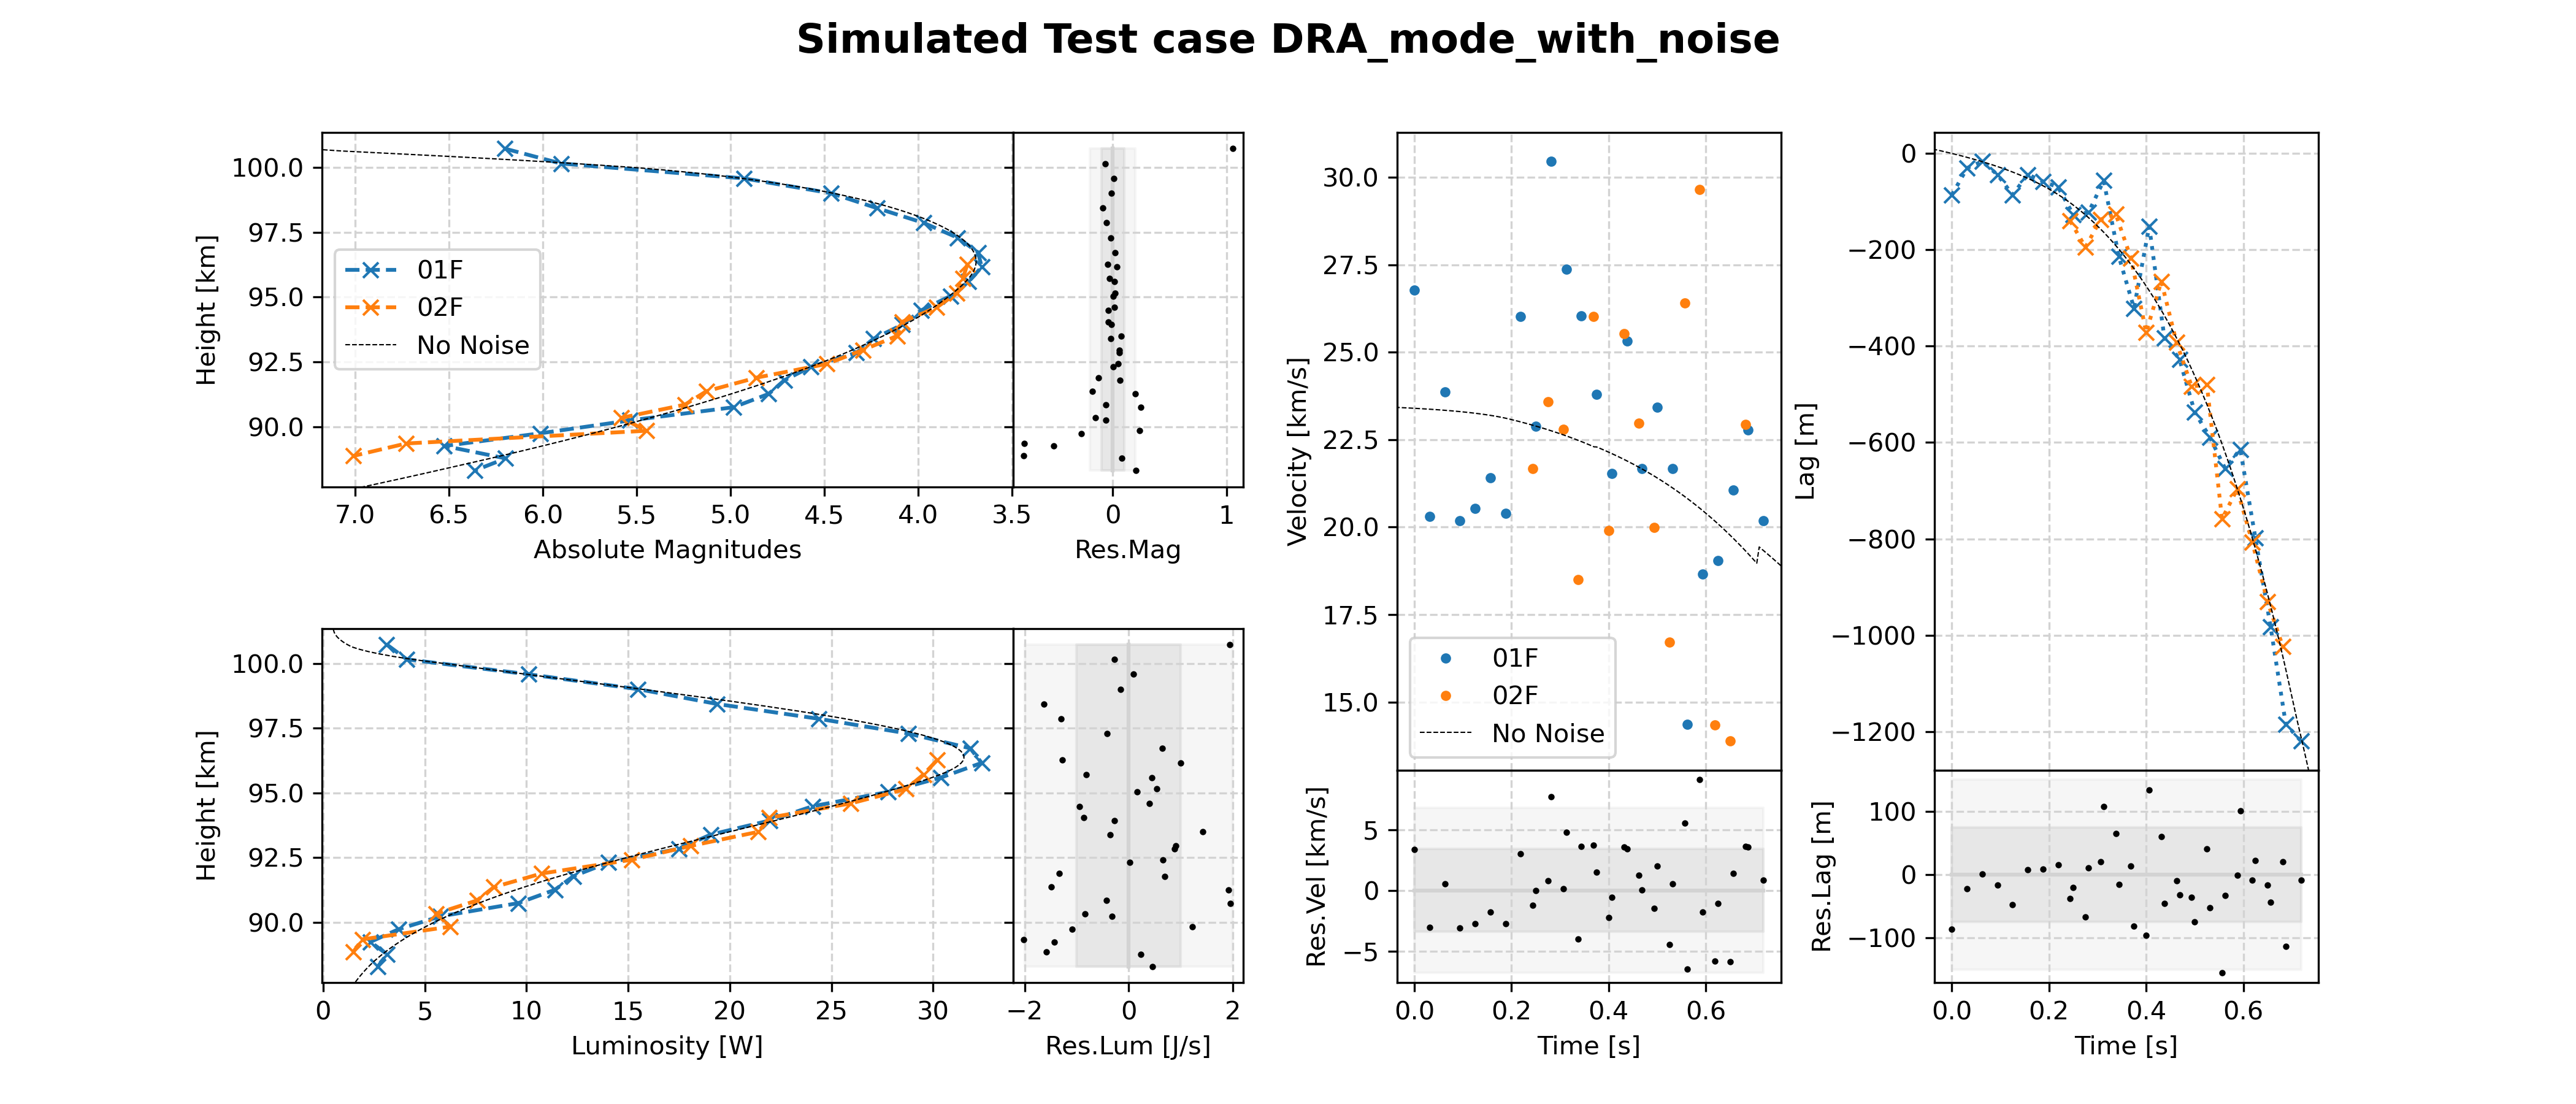 Simulated Test case DRA_mode_with_noise
Height [km]
100.0
97.5
95.0
92.5
90.0
01F
02F
No Noise
7.0 6.5 6.0 5.5 5.0 4.5 4.0 3.5
Absolute Magnitudes
0 1
Res.Mag
Height [km]
100.0
97.5
95.0
92.5
90.0
0 5 10 15 20 25 30
Luminosity [W]
−2 0 2
Res.Lum [J/s]
Velocity [km/s]
30.0
27.5
25.0
22.5
20.0
17.5
15.0
01F
02F
No Noise
Res.Vel [km/s]
5
0
−5
0.0 0.2 0.4 0.6
Time [s]
Lag [m]
0
−200
−400
−600
−800
−1000
−1200
Res.Lag [m]
100
0
−100
0.0 0.2 0.4 0.6
Time [s]